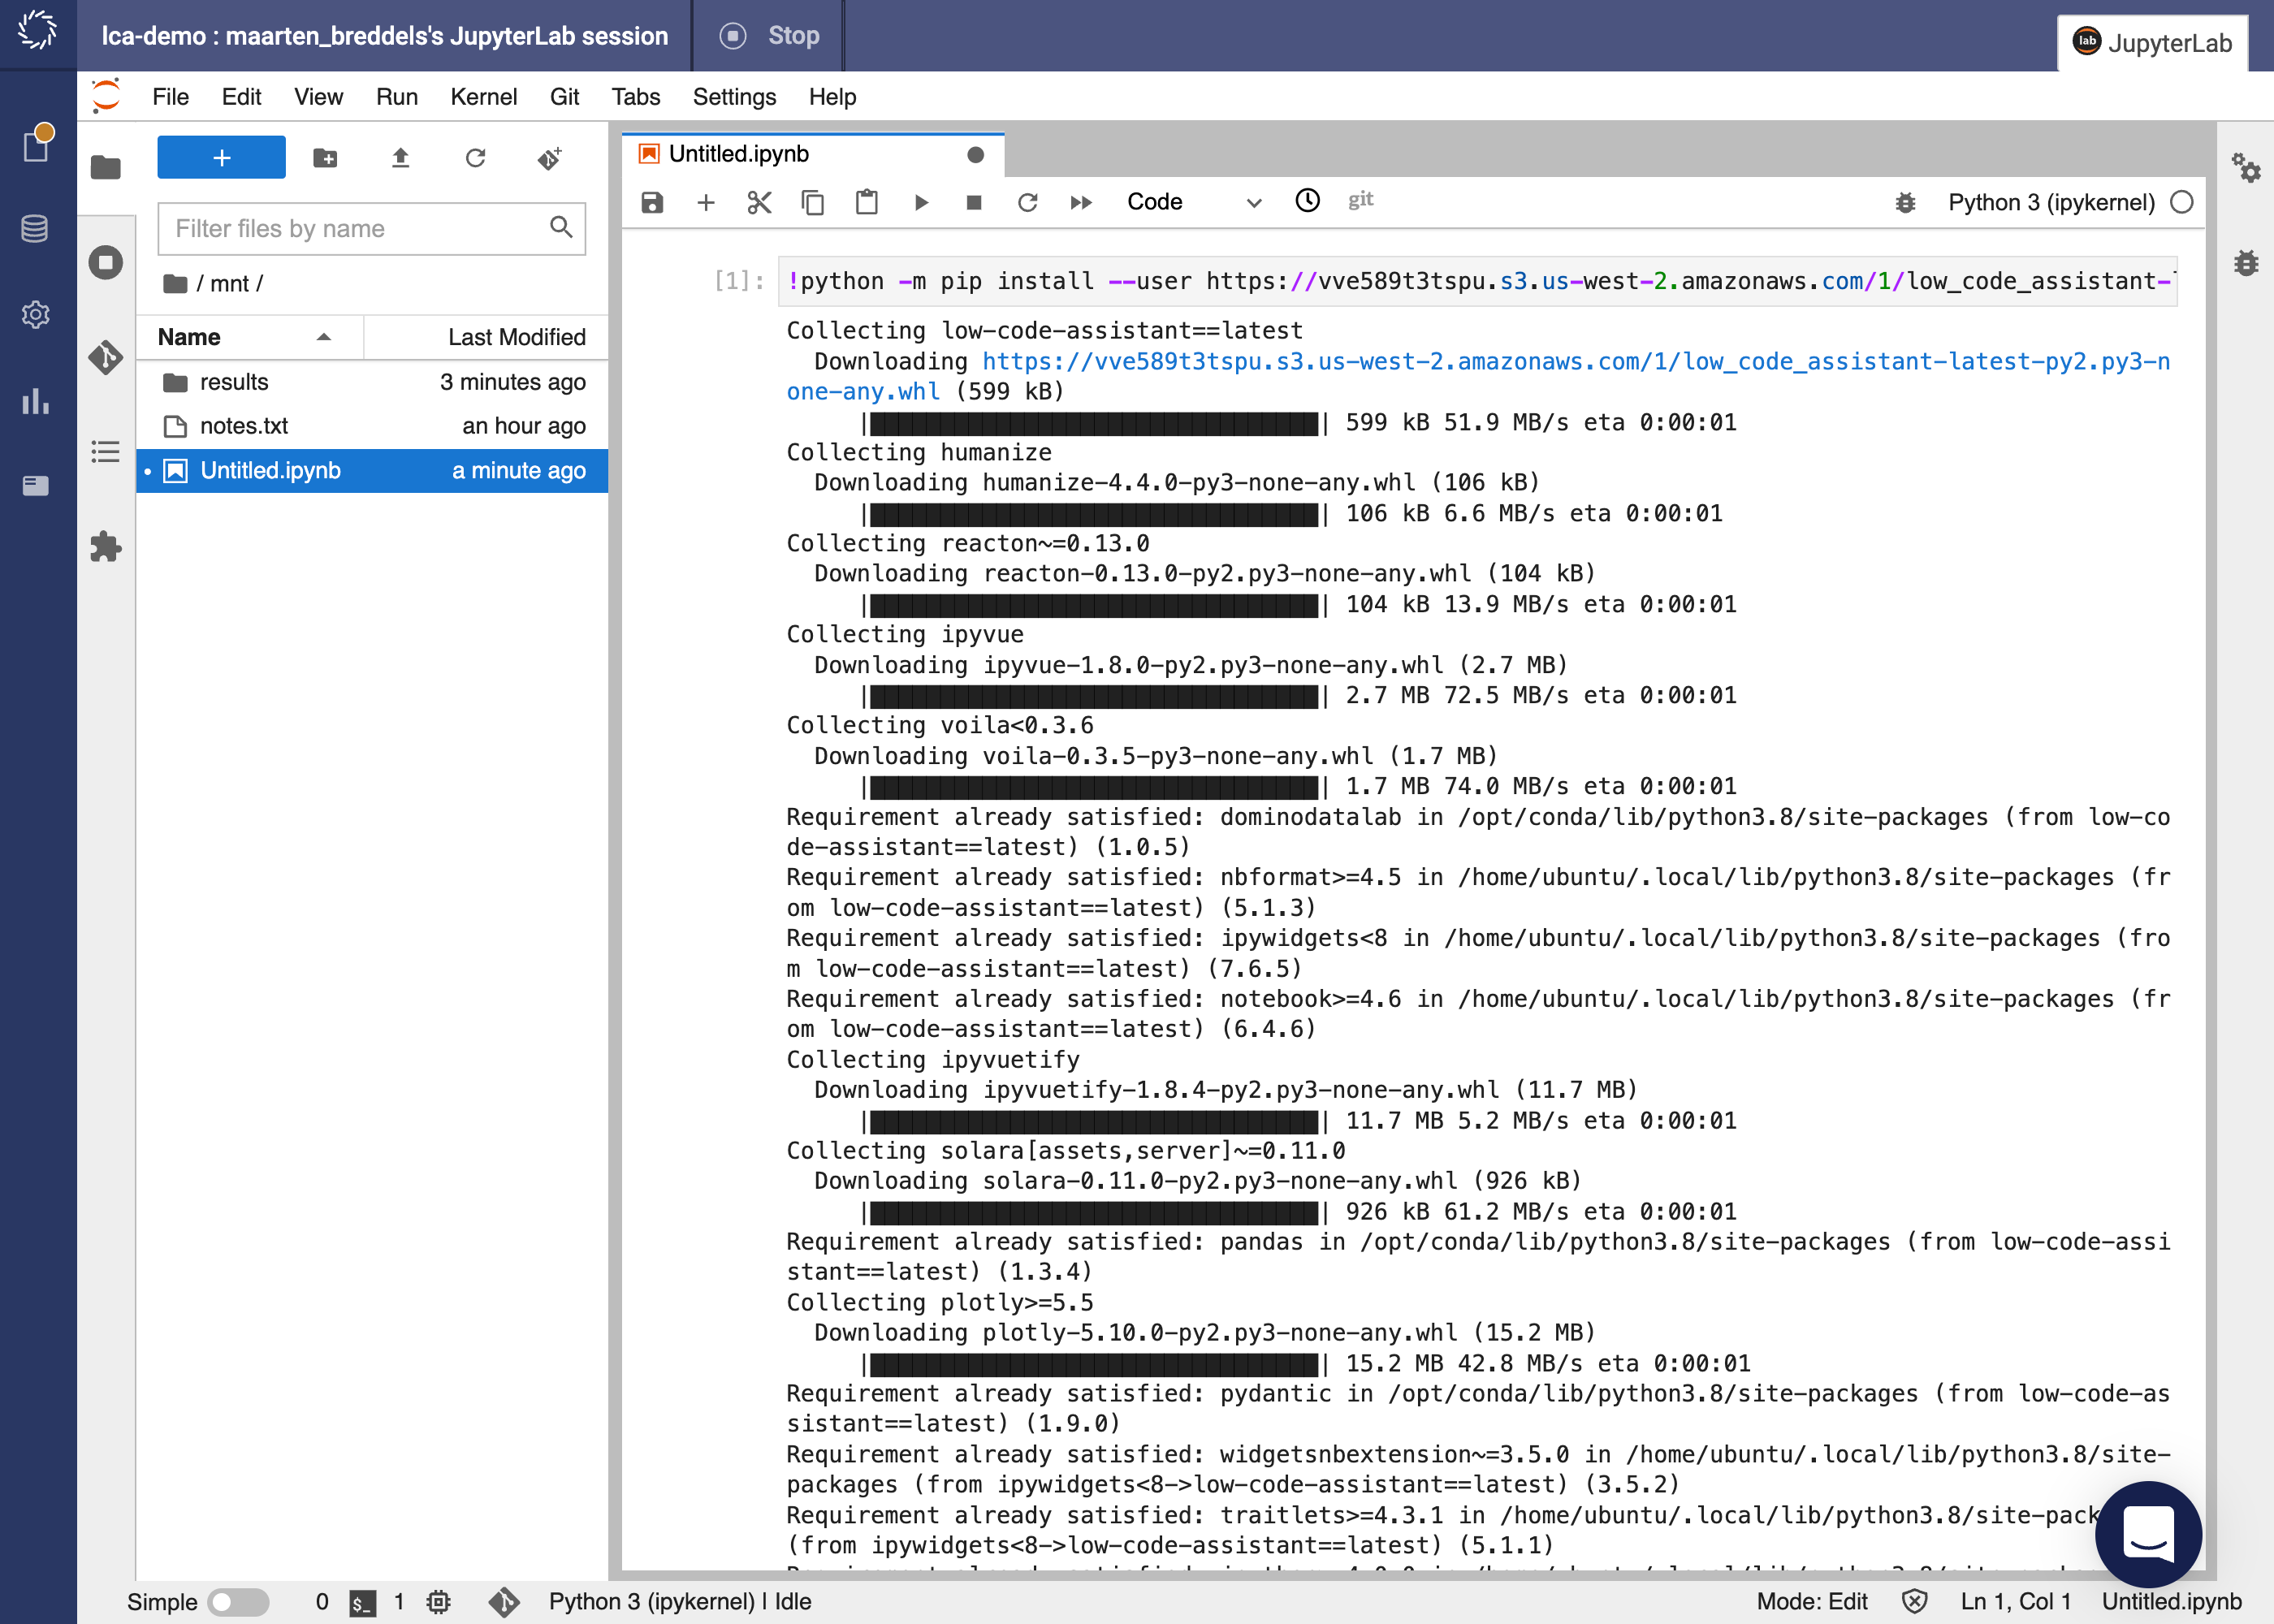 lca-demo : maarten_breddels's JupyterLab session
Stop
lab JupyterLab
File Edit View Run Kernel Git Tabs Settings Help
+
Filter files by name
/ mnt /
Name Last Modified
results 3 minutes ago
notes.txt an hour ago
Untitled.ipynb a minute ago
Untitled.ipynb
Code git Python 3 (ipykernel)
[1]: !python -m pip install --user https://vve589t3tspu.s3.us-west-2.amazonaws.com/1/low_code_assistant-
Collecting low-code-assistant==latest
Downloading https://vve589t3tspu.s3.us-west-2.amazonaws.com/1/low_code_assistant-latest-py2.py3-n
one-any.whl (599 kB)
| | 599 kB 51.9 MB/s eta 0:00:01
Collecting humanize
Downloading humanize-4.4.0-py3-none-any.whl (106 kB)
| | 106 kB 6.6 MB/s eta 0:00:01
Collecting reacton~=0.13.0
Downloading reacton-0.13.0-py2.py3-none-any.whl (104 kB)
| | 104 kB 13.9 MB/s eta 0:00:01
Collecting ipyvue
Downloading ipyvue-1.8.0-py2.py3-none-any.whl (2.7 MB)
| | 2.7 MB 72.5 MB/s eta 0:00:01
Collecting voila<0.3.6
Downloading voila-0.3.5-py3-none-any.whl (1.7 MB)
| | 1.7 MB 74.0 MB/s eta 0:00:01
Requirement already satisfied: dominodatalab in /opt/conda/lib/python3.8/site-packages (from low-co
de-assistant==latest) (1.0.5)
Requirement already satisfied: nbformat>=4.5 in /home/ubuntu/.local/lib/python3.8/site-packages (fr
om low-code-assistant==latest) (5.1.3)
Requirement already satisfied: ipywidgets<8 in /home/ubuntu/.local/lib/python3.8/site-packages (fro
m low-code-assistant==latest) (7.6.5)
Requirement already satisfied: notebook>=4.6 in /home/ubuntu/.local/lib/python3.8/site-packages (fr
om low-code-assistant==latest) (6.4.6)
Collecting ipyvuetify
Downloading ipyvuetify-1.8.4-py2.py3-none-any.whl (11.7 MB)
| | 11.7 MB 5.2 MB/s eta 0:00:01
Collecting solara[assets,server]~=0.11.0
Downloading solara-0.11.0-py2.py3-none-any.whl (926 kB)
| | 926 kB 61.2 MB/s eta 0:00:01
Requirement already satisfied: pandas in /opt/conda/lib/python3.8/site-packages (from low-code-assi
stant==latest) (1.3.4)
Collecting plotly>=5.5
Downloading plotly-5.10.0-py2.py3-none-any.whl (15.2 MB)
| | 15.2 MB 42.8 MB/s eta 0:00:01
Requirement already satisfied: pydantic in /opt/conda/lib/python3.8/site-packages (from low-code-as
sistant==latest) (1.9.0)
Requirement already satisfied: widgetsnbextension~=3.5.0 in /home/ubuntu/.local/lib/python3.8/site-
packages (from ipywidgets<8->low-code-assistant==latest) (3.5.2)
Requirement already satisfied: traitlets>=4.3.1 in /home/ubuntu/.local/lib/python3.8/site-pack
(from ipywidgets<8->low-code-assistant==latest) (5.1.1)
Simple 0 $_ 1 Python 3 (ipykernel) | Idle Mode: Edit Ln 1, Col 1 Untitled.ipynb